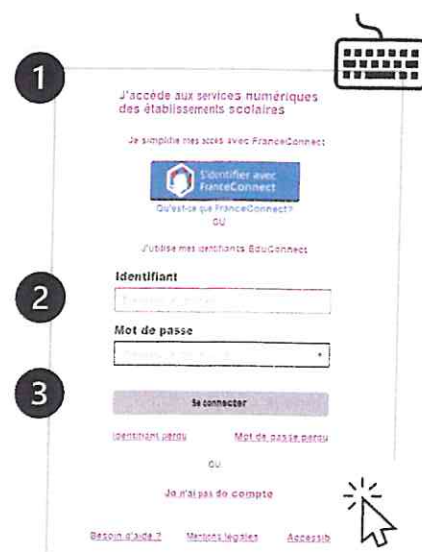 1
J'accède aux services numériques
des établissements scolaires
Je simplifie mes accès avec FranceConnect
S'identifier avec
FranceConnect
Qu'est-ce que FranceConnect ?
OU
J'utilise mes identifiants EduConnect
2
Identifiant
Mot de passe
3
Se connecter
Identifiant perdu Mot de passe perdu
OU
Je n'ai pas de compte
Besoin d'aide ? Mentions légales Accessib